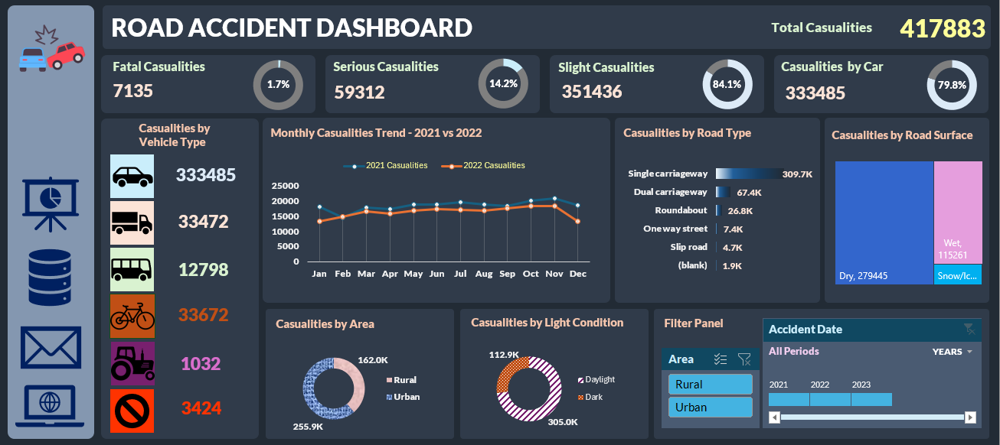 ROAD ACCIDENT DASHBOARD
Total Casualities
417883
Fatal Casualities
7135
1.7%
Serious Casualities
59312
14.2%
Slight Casualities
351436
84.1%
Casualities by Car
333485
79.8%
Casualities by
Vehicle Type
333485
33472
12798
33672
1032
3424
Monthly Casualities Trend - 2021 vs 2022
2021 Casualities
2022 Casualities
25000
20000
15000
10000
5000
0
Jan Feb Mar Apr May Jun Jul Aug Sep Oct Nov Dec
Casualities by Road Type
Single carriageway 309.7K
Dual carriageway 67.4K
Roundabout 26.8K
One way street 7.4K
Slip road 4.7K
(blank) 1.9K
Casualities by Road Surface
Dry, 279445
Wet,
115261
Snow/Ic...
Casualities by Area
162.0K
Rural
Urban
255.9K
Casualities by Light Condition
112.9K
Daylight
Dark
305.0K
Filter Panel
Area
Rural
Urban
Accident Date
All Periods
YEARS
2021 2022 2023